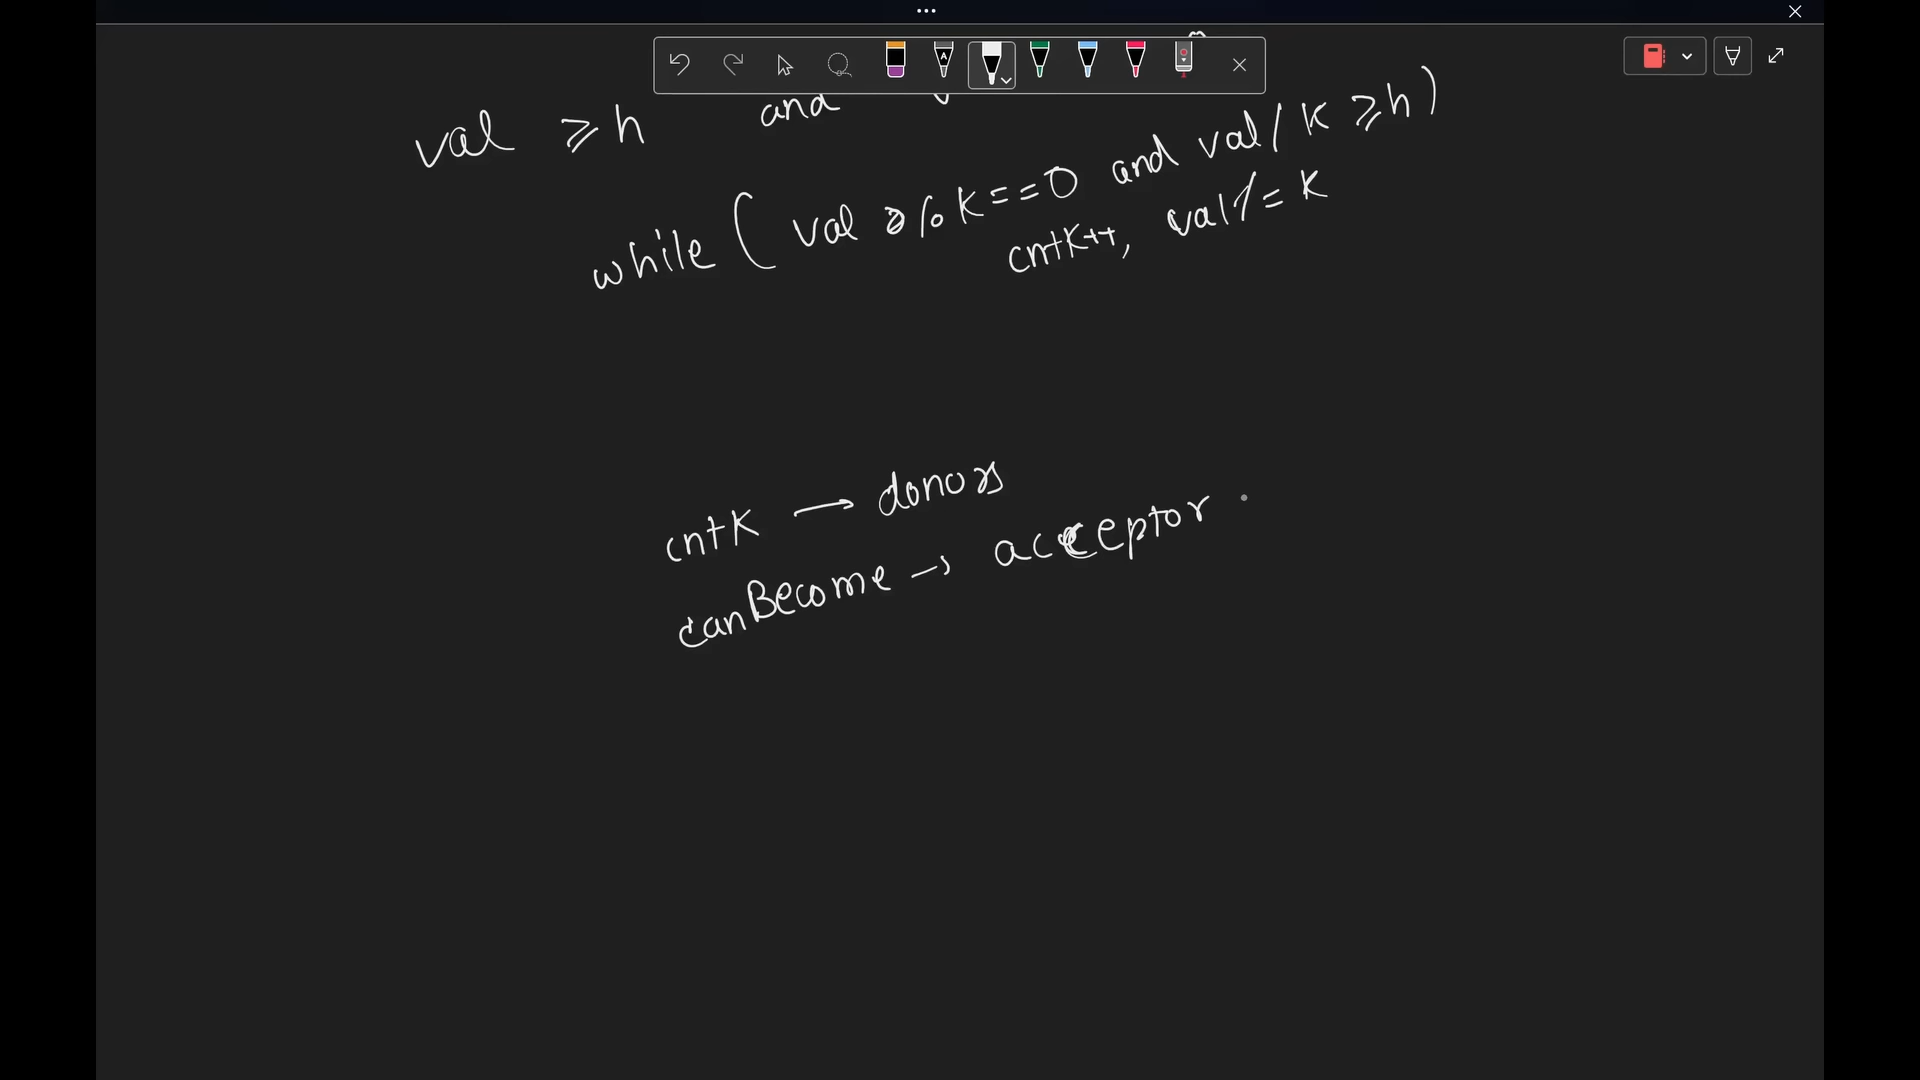 val ≥ h and
while ( val % K == 0 and val / K ≥ h )
cntK++, val /= K
cntK → donors
canBecome → acceptor